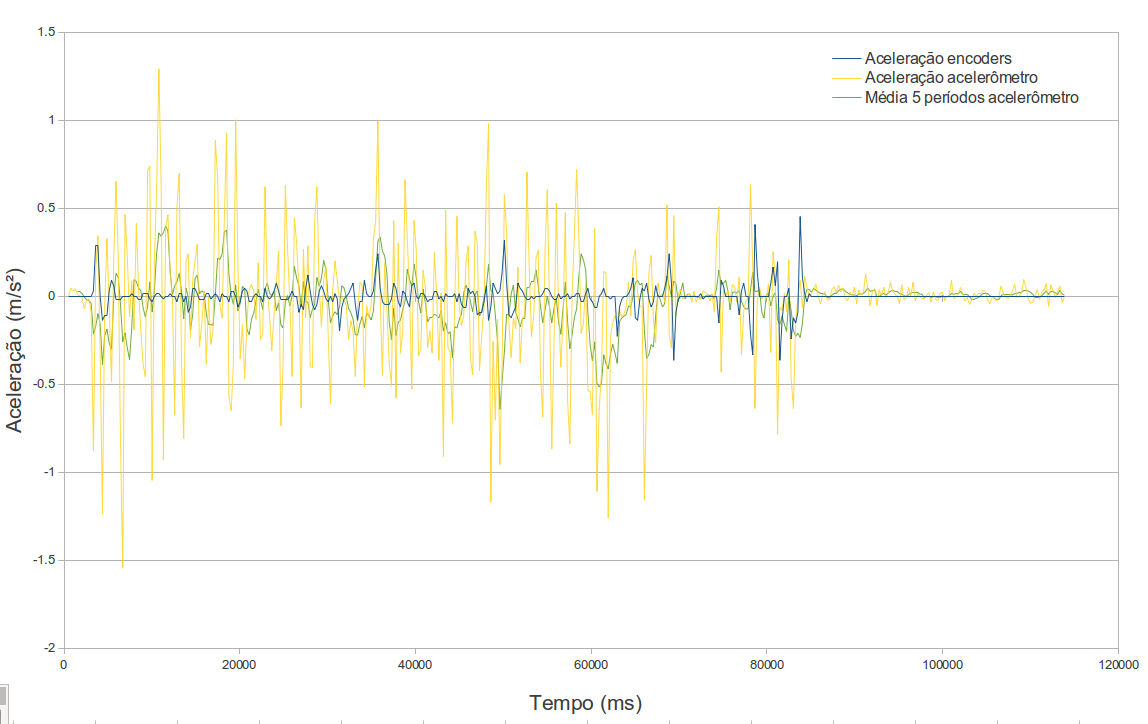 1.5
Aceleração encoders
Aceleração acelerômetro
Média 5 períodos acelerômetro
1
0.5
0
-0.5
-1
-1.5
-2
Aceleração (m/s²)
0 20000 40000 60000 80000 100000 120000
Tempo (ms)